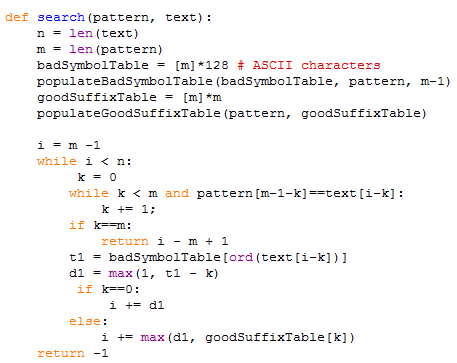 def search(pattern, text):
    n = len(text)
    m = len(pattern)
    badSymbolTable = [m]*128 # ASCII characters
    populateBadSymbolTable(badSymbolTable, pattern, m-1)
    goodSuffixTable = [m]*m
    populateGoodSuffixTable(pattern, goodSuffixTable)

    i = m -1
    while i < n:
         k = 0
        while k < m and pattern[m-1-k]==text[i-k]:
            k += 1;
        if k==m:
            return i - m + 1
        t1 = badSymbolTable[ord(text[i-k])]
        d1 = max(1, t1 - k)
         if k==0:
             i += d1
        else:
            i += max(d1, goodSuffixTable[k])
    return -1